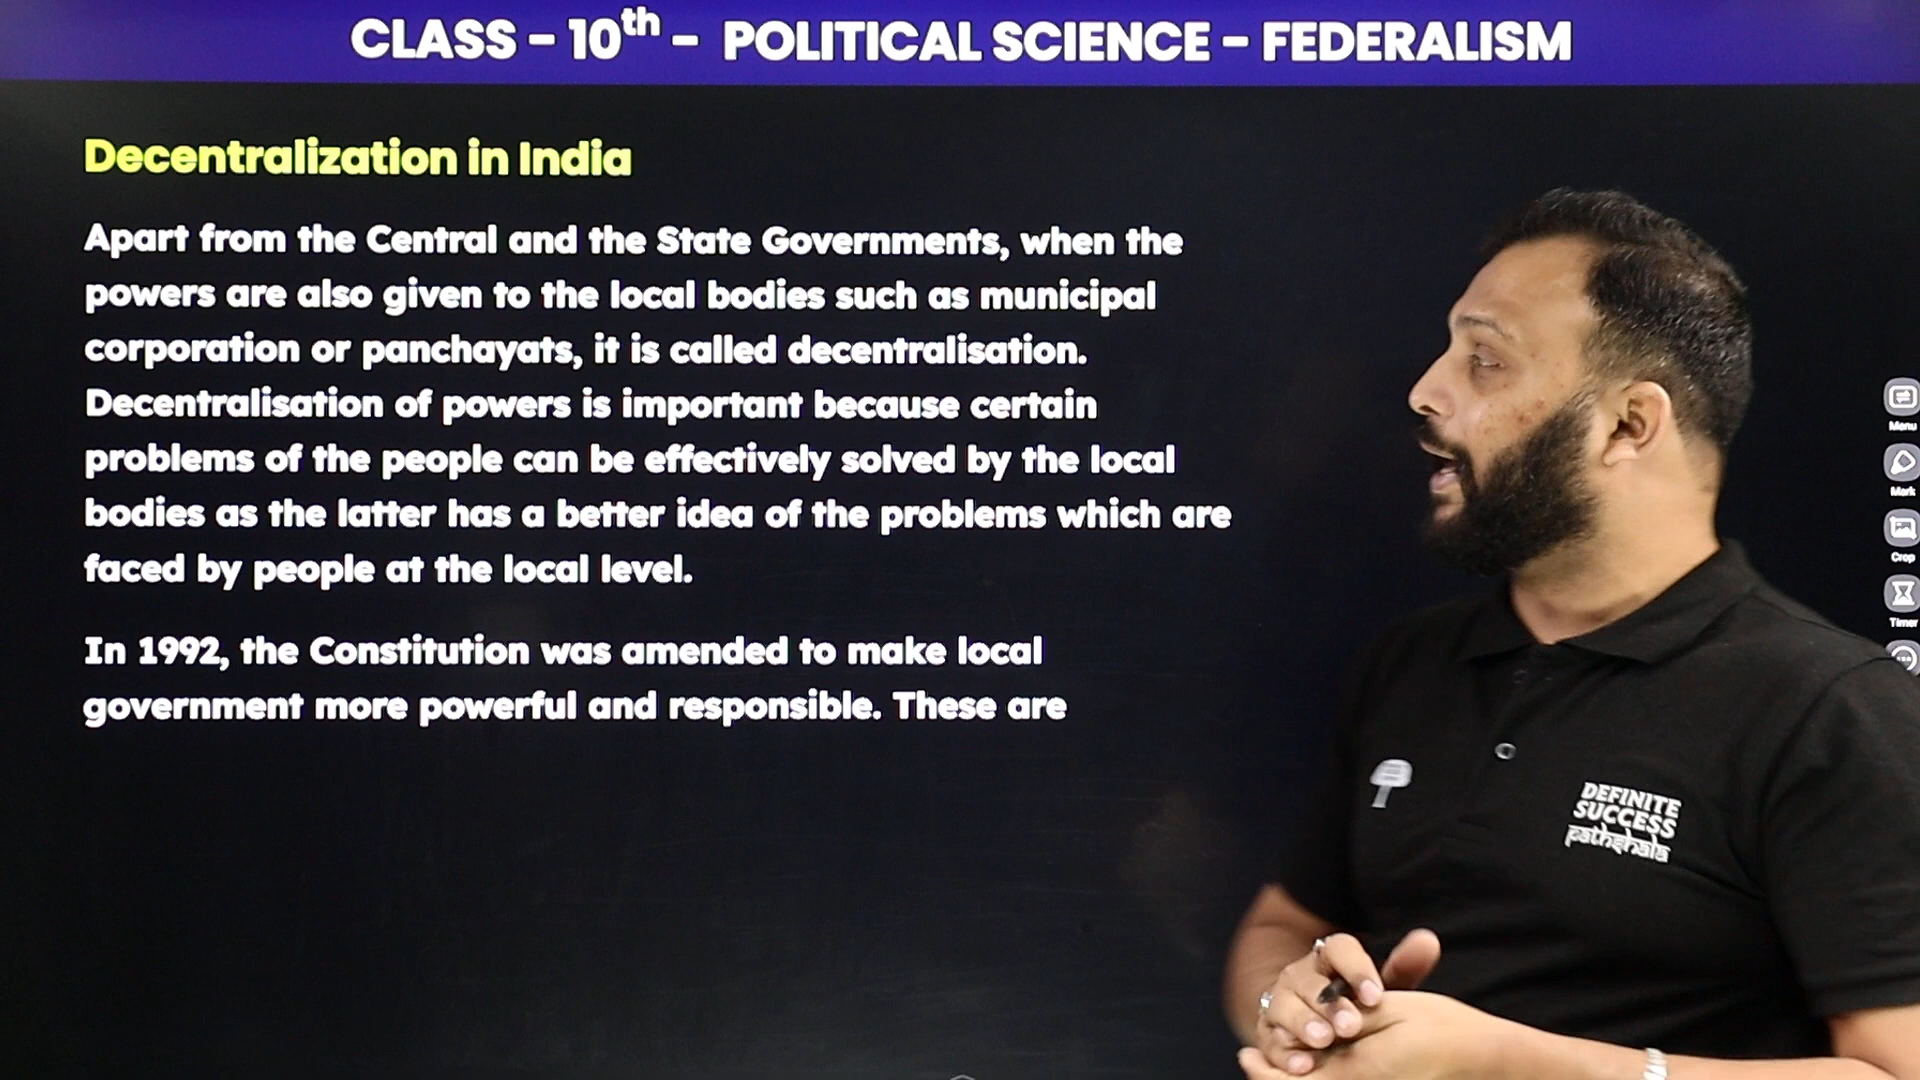 CLASS - 10th - POLITICAL SCIENCE - FEDERALISM
Decentralization in India
Apart from the Central and the State Governments, when the
powers are also given to the local bodies such as municipal
corporation or panchayats, it is called decentralisation.
Decentralisation of powers is important because certain
problems of the people can be effectively solved by the local
bodies as the latter has a better idea of the problems which are
faced by people at the local level.
In 1992, the Constitution was amended to make local
government more powerful and responsible. These are
Menu
Mark
Crop
Timer
DEFINITE
SUCCESS
pathshala